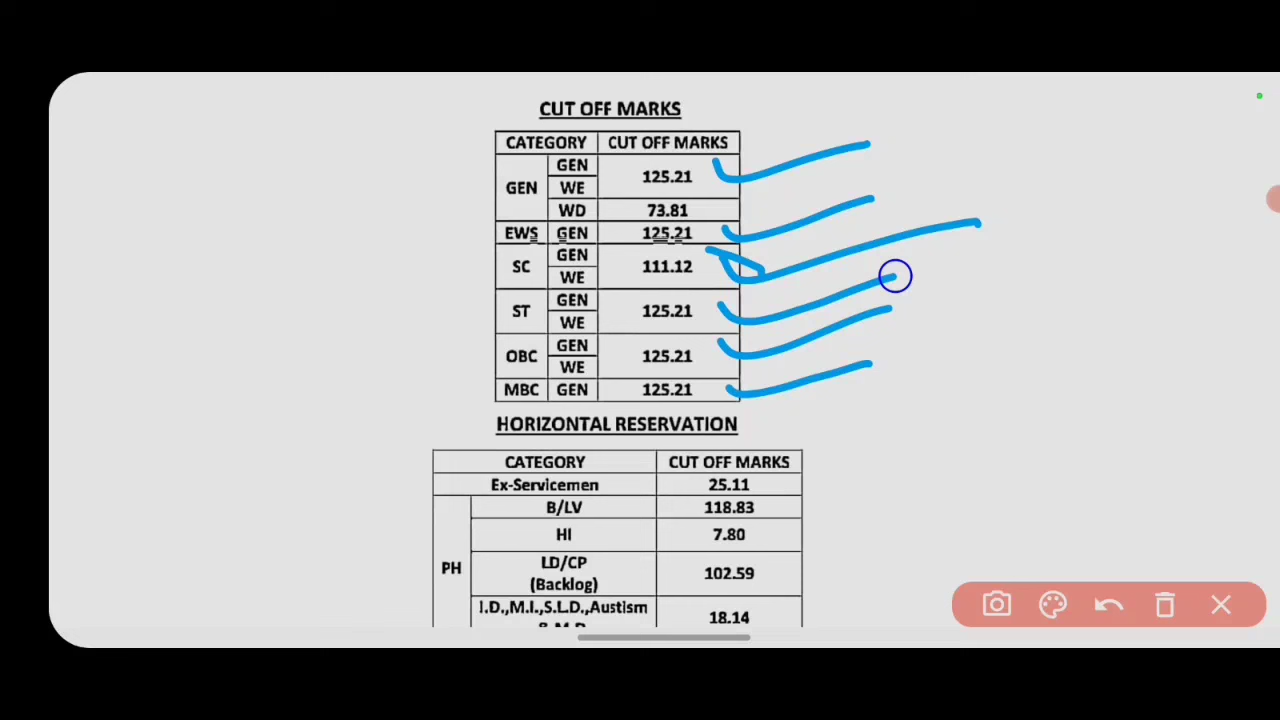 CUT OFF MARKS
CATEGORY CUT OFF MARKS
GEN GEN 125.21
WE
WD 73.81
EWS GEN 125.21
SC GEN 111.12
WE
ST GEN 125.21
WE
OBC GEN 125.21
WE
MBC GEN 125.21
HORIZONTAL RESERVATION
CATEGORY CUT OFF MARKS
Ex-Servicemen 25.11
PH B/LV 118.83
HI 7.80
LD/CP 102.59
(Backlog)
I.D.,M.I.,S.L.D.,Austism 18.14